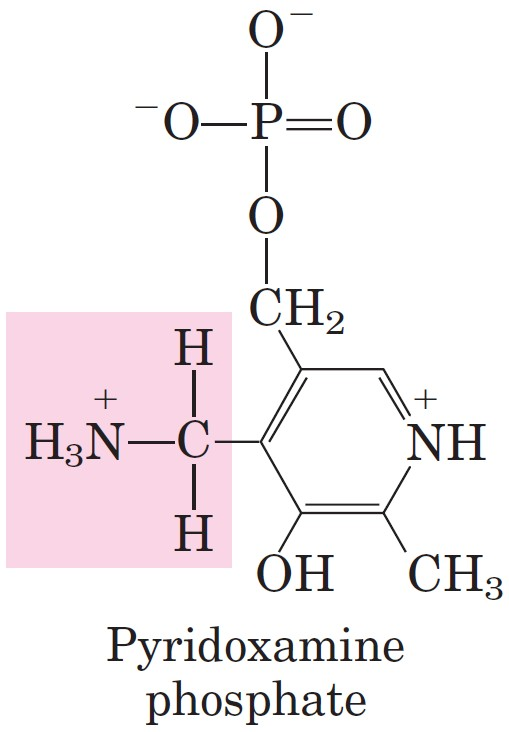 O⁻
⁻O—P=O
O
CH₂
H
+ +
H₃N—C NH
H
OH CH₃
Pyridoxamine
phosphate